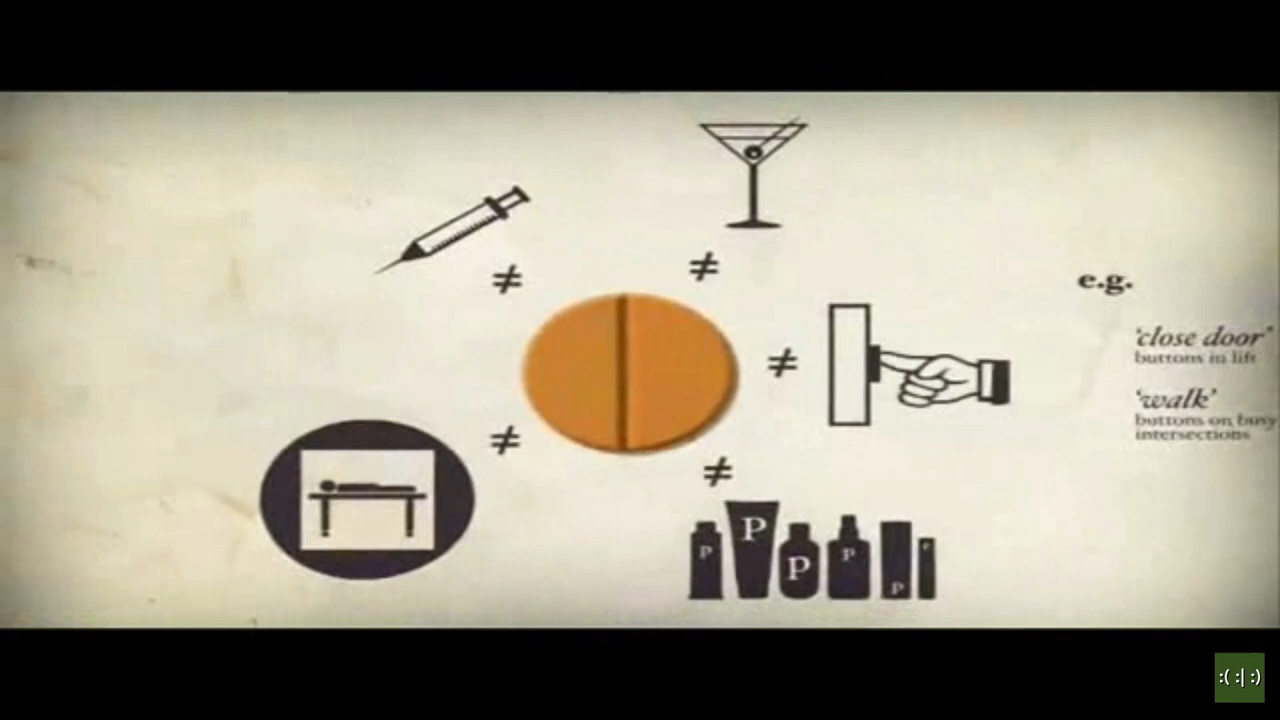 ≠
≠
e.g.
'close door'
buttons in lift
≠
'walk'
buttons on busy
intersections
≠
≠
P
P
P
P
P
P
:( :| :)